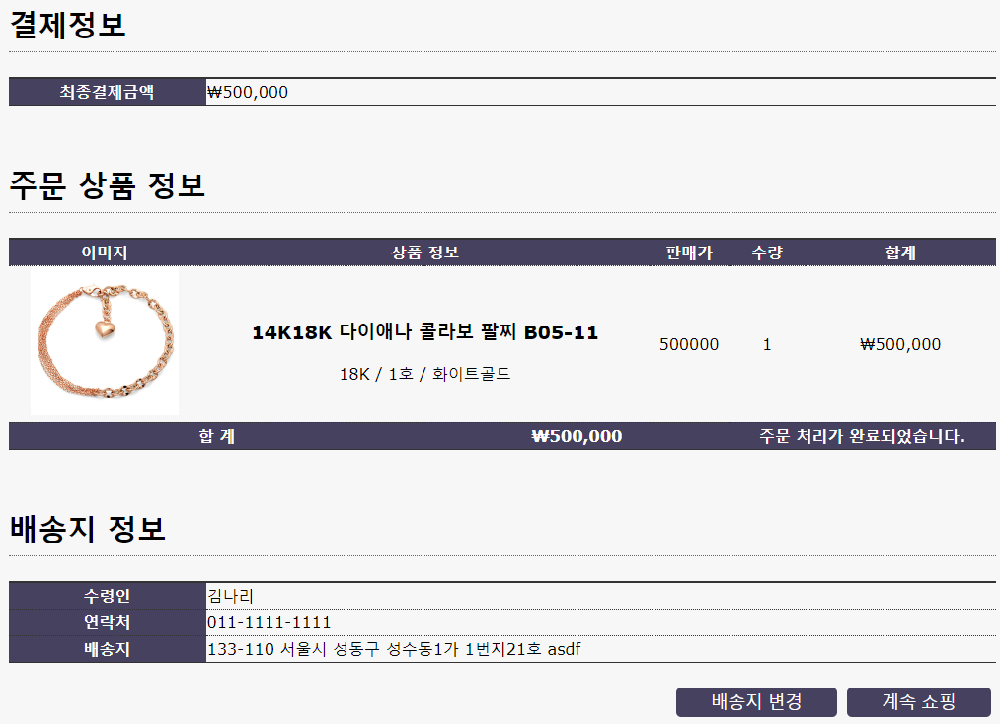 결제정보
최종결제금액 ₩500,000
주문 상품 정보
이미지 상품 정보 판매가 수량 합계
14K18K 다이애나 콜라보 팔찌 B05-11
18K / 1호 / 화이트골드
500000 1 ₩500,000
합 계 ₩500,000 주문 처리가 완료되었습니다.
배송지 정보
수령인 김나리
연락처 011-1111-1111
배송지 133-110 서울시 성동구 성수동1가 1번지21호 asdf
배송지 변경 계속 쇼핑